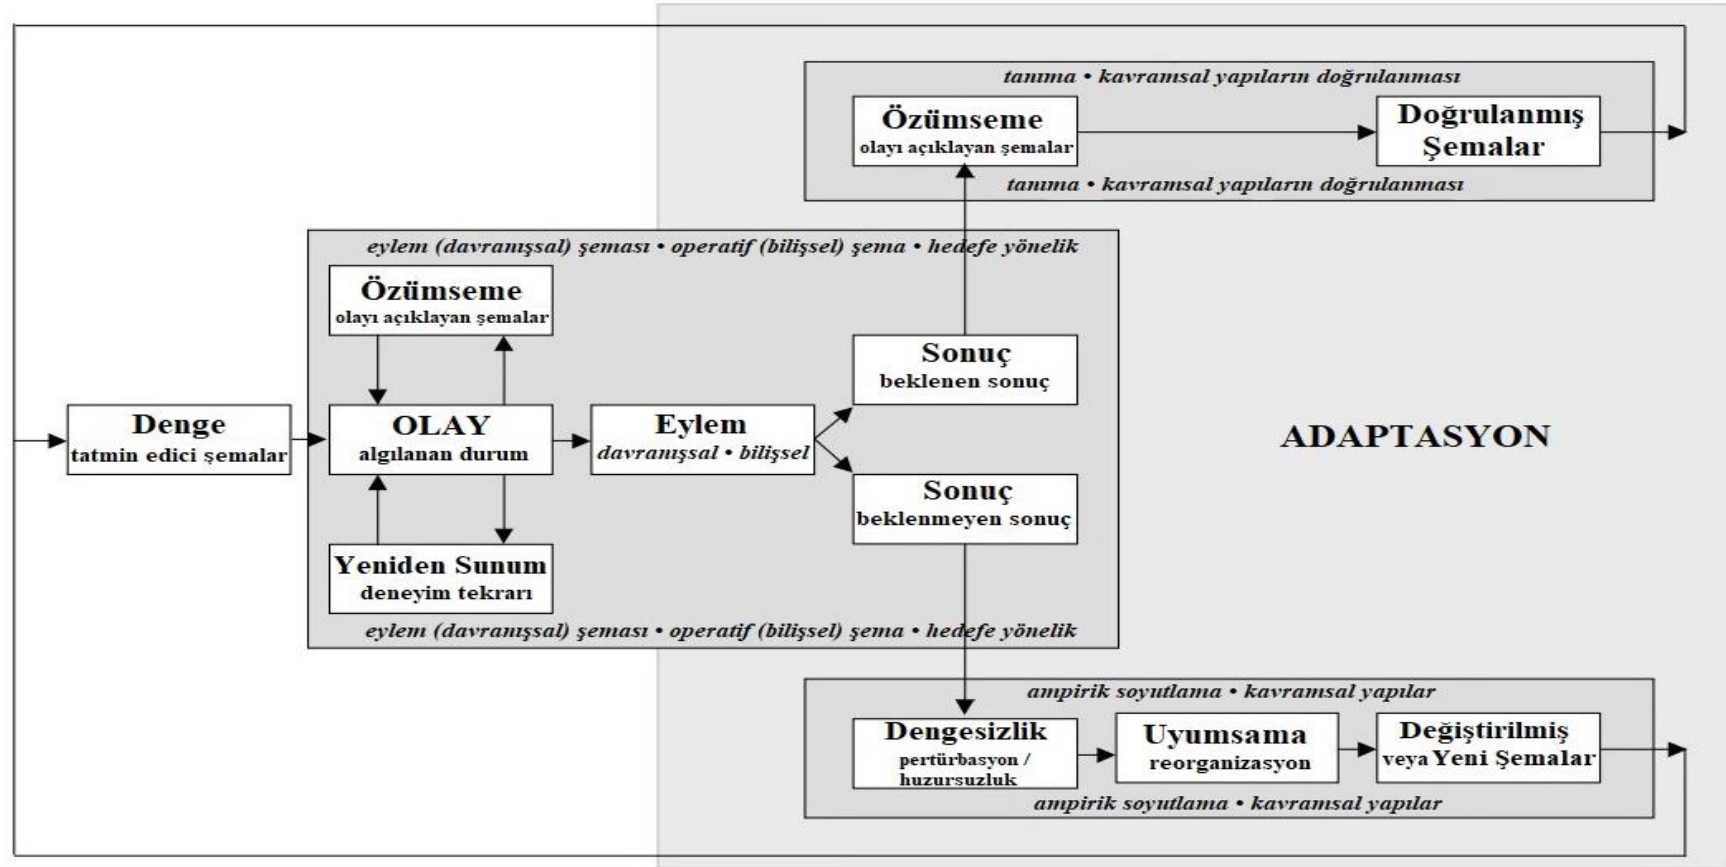 tanıma • kavramsal yapıların doğrulanması
Özümseme
olayı açıklayan şemalar
Doğrulanmış
Şemalar
tanıma • kavramsal yapıların doğrulanması
eylem (davranışsal) şeması • operatif (bilişsel) şema • hedefe yönelik
Özümseme
olayı açıklayan şemalar
Sonuç
beklenen sonuç
Denge
tatmin edici şemalar
OLAY
algılanan durum
Eylem
davranışsal • bilişsel
ADAPTASYON
Sonuç
beklenmeyen sonuç
Yeniden Sunum
deneyim tekrarı
eylem (davranışsal) şeması • operatif (bilişsel) şema • hedefe yönelik
ampirik soyutlama • kavramsal yapılar
Dengesizlik
pertürbasyon /
huzursuzluk
Uyumsama
reorganizasyon
Değiştirilmiş
veya Yeni Şemalar
ampirik soyutlama • kavramsal yapılar